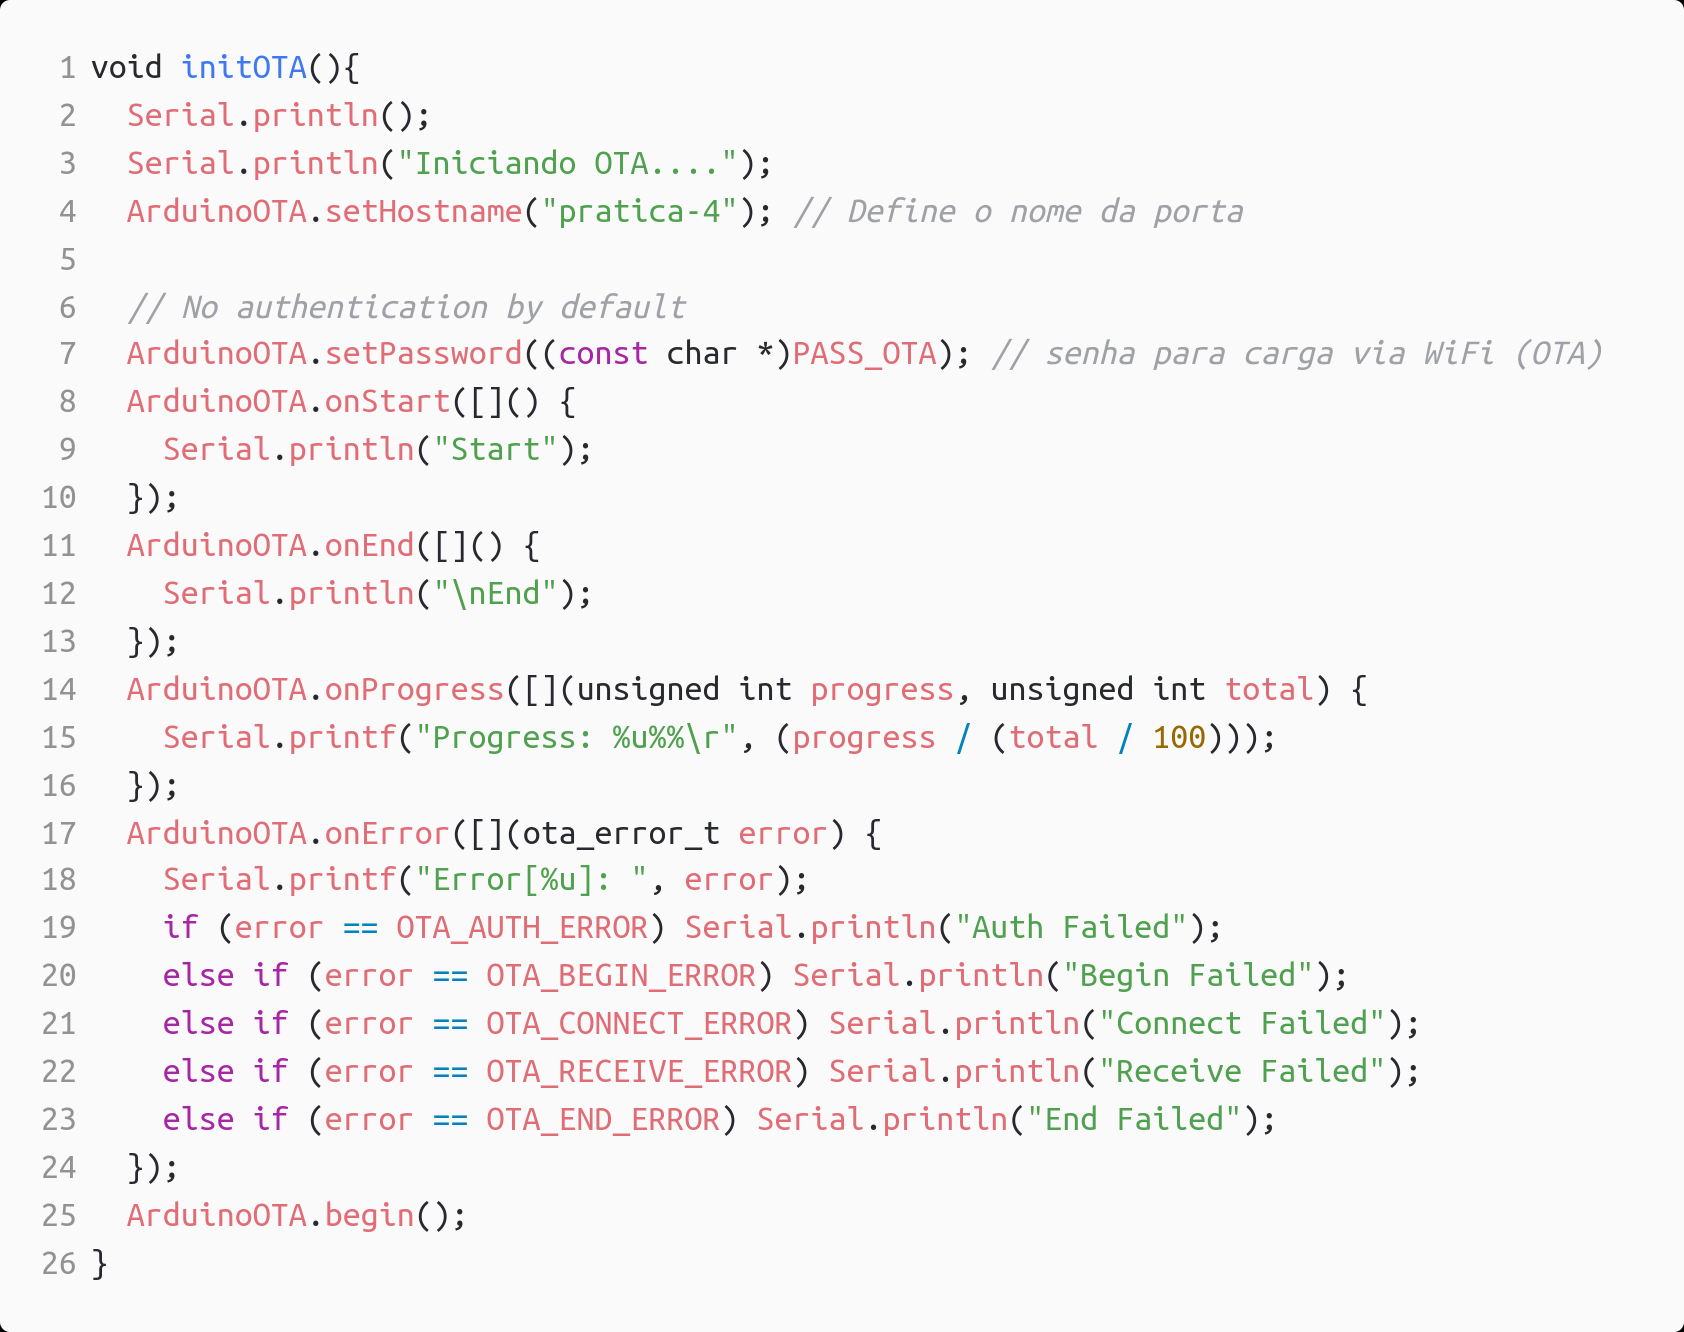 1 void initOTA(){
2   Serial.println();
3   Serial.println("Iniciando OTA....");
4   ArduinoOTA.setHostname("pratica-4"); // Define o nome da porta
5
6   // No authentication by default
7   ArduinoOTA.setPassword((const char *)PASS_OTA); // senha para carga via WiFi (OTA)
8   ArduinoOTA.onStart([]() {
9     Serial.println("Start");
10   });
11   ArduinoOTA.onEnd([]() {
12     Serial.println("\nEnd");
13   });
14   ArduinoOTA.onProgress([](unsigned int progress, unsigned int total) {
15     Serial.printf("Progress: %u%%\r", (progress / (total / 100)));
16   });
17   ArduinoOTA.onError([](ota_error_t error) {
18     Serial.printf("Error[%u]: ", error);
19     if (error == OTA_AUTH_ERROR) Serial.println("Auth Failed");
20     else if (error == OTA_BEGIN_ERROR) Serial.println("Begin Failed");
21     else if (error == OTA_CONNECT_ERROR) Serial.println("Connect Failed");
22     else if (error == OTA_RECEIVE_ERROR) Serial.println("Receive Failed");
23     else if (error == OTA_END_ERROR) Serial.println("End Failed");
24   });
25   ArduinoOTA.begin();
26 }